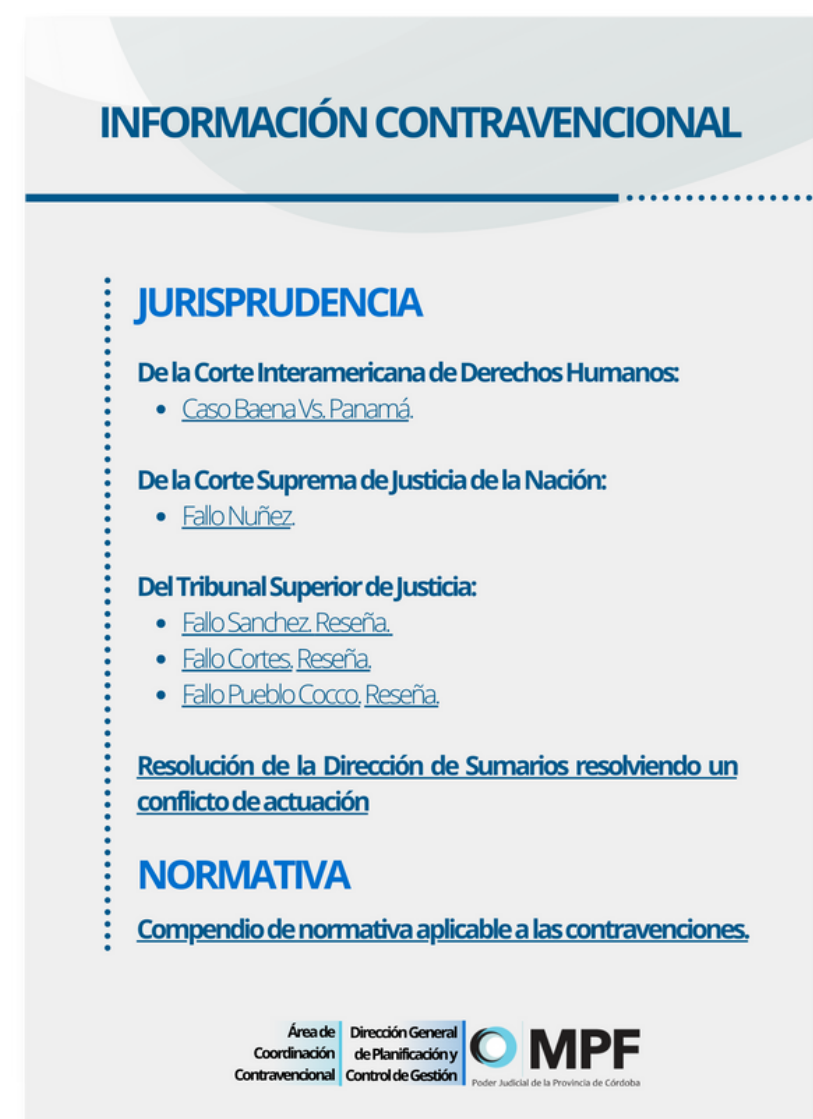 INFORMACIÓN CONTRAVENCIONAL
JURISPRUDENCIA
De la Corte Interamericana de Derechos Humanos:
• Caso Baena Vs. Panamá.
De la Corte Suprema de Justicia de la Nación:
• Fallo Nuñez.
Del Tribunal Superior de Justicia:
• Fallo Sanchez. Reseña.
• Fallo Cortes. Reseña.
• Fallo Pueblo Cocco. Reseña.
Resolución de la Dirección de Sumarios resolviendo un
conflicto de actuación
NORMATIVA
Compendio de normativa aplicable a las contravenciones.
Área de
Coordinación
Contravencional
Dirección General
de Planificación y
Control de Gestión
MPF
Poder Judicial de la Provincia de Córdoba